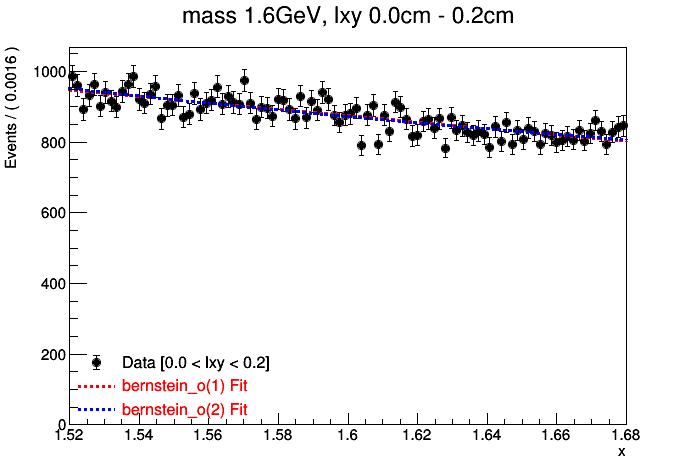 mass 1.6GeV, lxy 0.0cm - 0.2cm
Events / ( 0.0016 )
1000
800
600
400
200
0
Data [0.0 < lxy < 0.2]
bernstein_o(1) Fit
bernstein_o(2) Fit
1.52 1.54 1.56 1.58 1.6 1.62 1.64 1.66 1.68
x